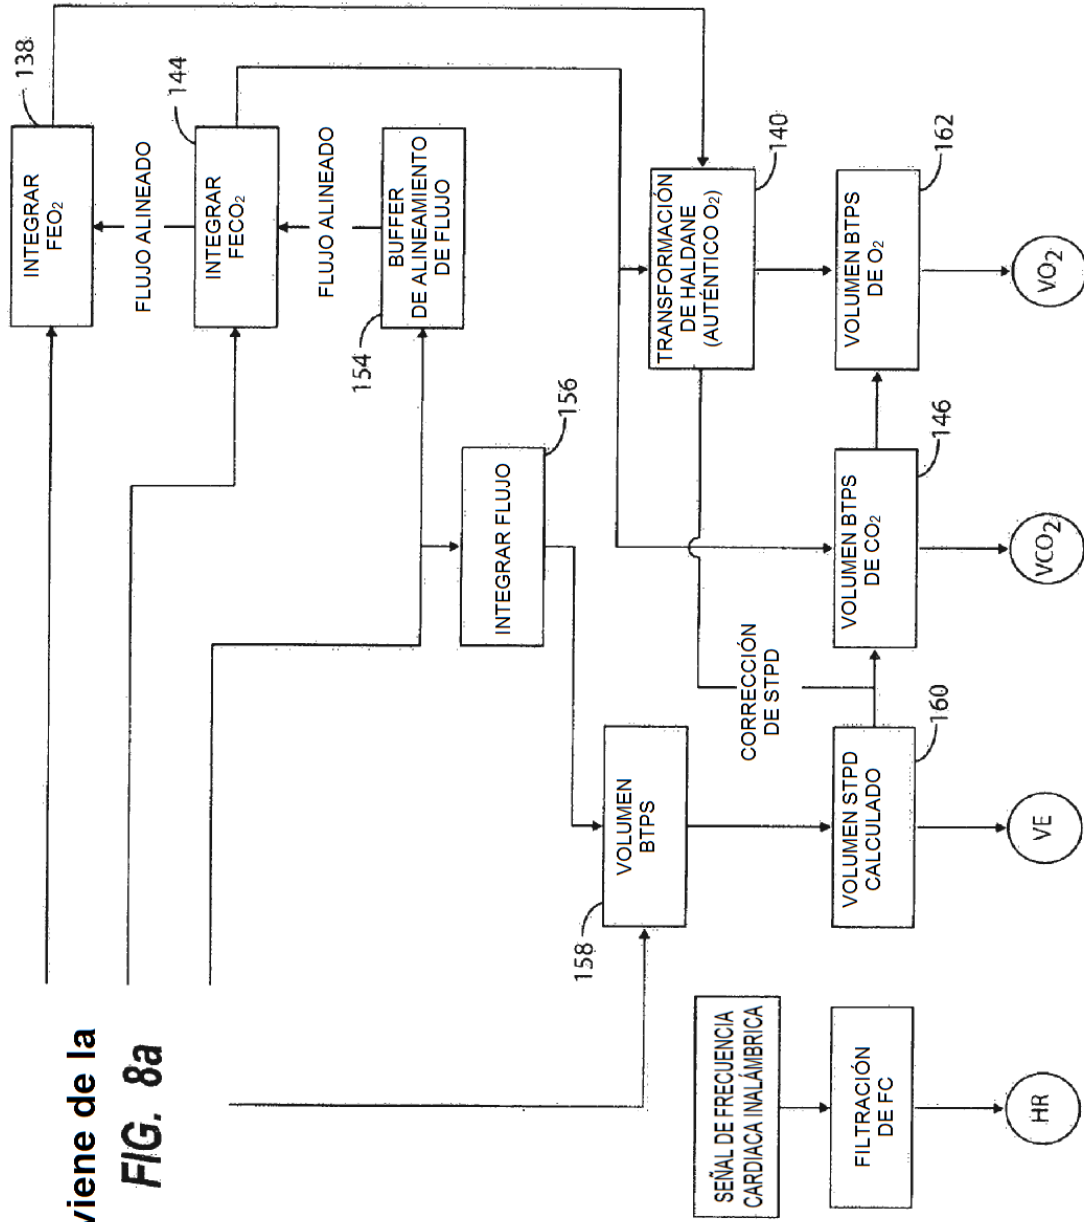 viene de la
FIG. 8a
INTEGRAR
FEO₂
138
FLUJO ALINEADO
INTEGRAR
FECO₂
144
FLUJO ALINEADO
BUFFER
DE ALINEAMIENTO
DE FLUJO
154
INTEGRAR FLUJO
156
VOLUMEN
BTPS
158
TRANSFORMACIÓN
DE HALDANE
(AUTÉNTICO O₂)
140
CORRECCIÓN
DE STPD
SEÑAL DE FRECUENCIA
CARDIACA INALÁMBRICA
FILTRACIÓN
DE FC
VOLUMEN STPD
CALCULADO
160
VOLUMEN BTPS
DE CO₂
146
VOLUMEN BTPS
DE O₂
162
HR
VE
VCO₂
VO₂